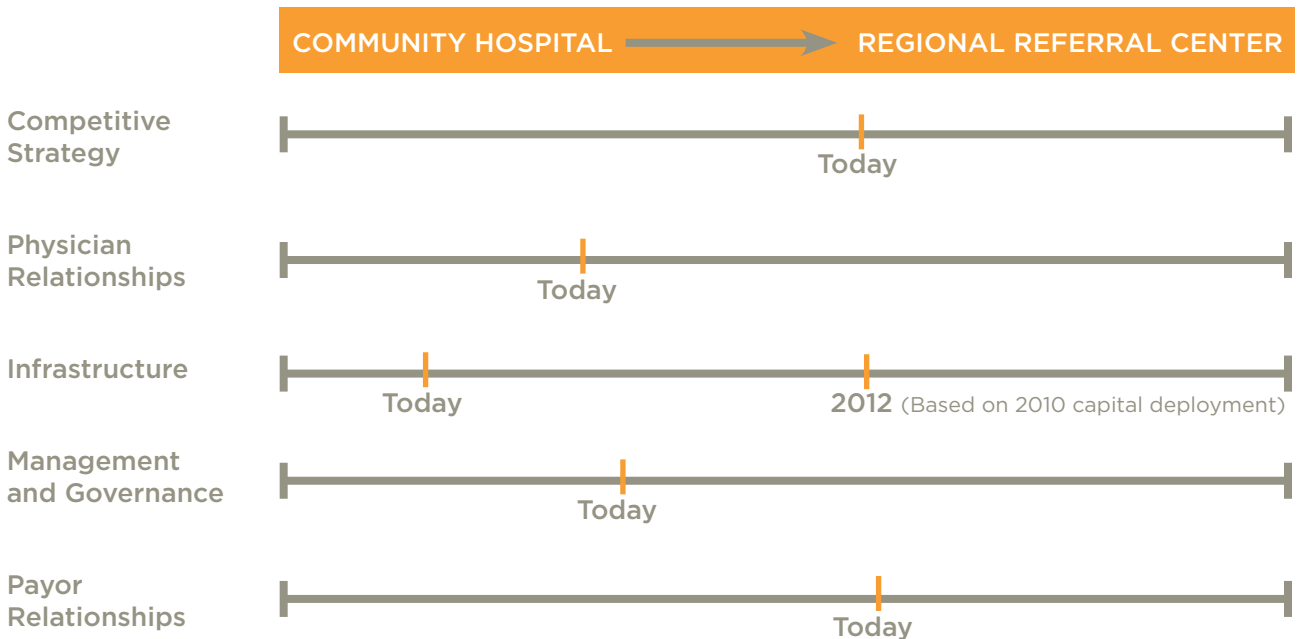 COMMUNITY HOSPITAL REGIONAL REFERRAL CENTER
Competitive
Strategy
Today
Physician
Relationships
Today
Infrastructure
Today 2012 (Based on 2010 capital deployment)
Management
and Governance
Today
Payor
Relationships
Today